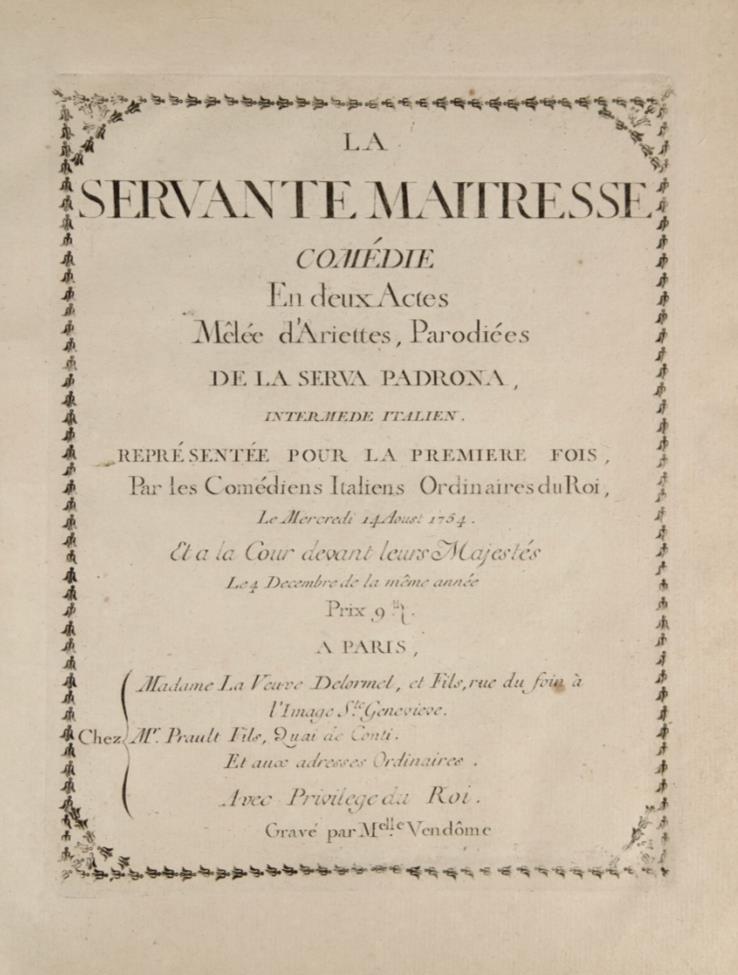 LA
SERVANTE MAITRESSE
COMÉDIE
En deux Actes
Mêlée d'Ariettes, Parodiées
DE LA SERVA PADRONA,
INTERMEDE ITALIEN.
REPRÉSENTÉE POUR LA PREMIERE FOIS,
Par les Comédiens Italiens Ordinaires du Roi,
Le Mercredi 14 Aoust 1754.
Et a la Cour devant leurs Majestés
Le 4 Decembre de la même année
Prix 9
A PARIS,
Madame La Veuve Delormel, et Fils, rue du foin à
l'Image Ste Genevieve.
Chez Mr. Prault Fils, Quai de Conti.
Et aux adresses Ordinaires.
Avec Privilege du Roi.
Gravé par Melle Vendôme